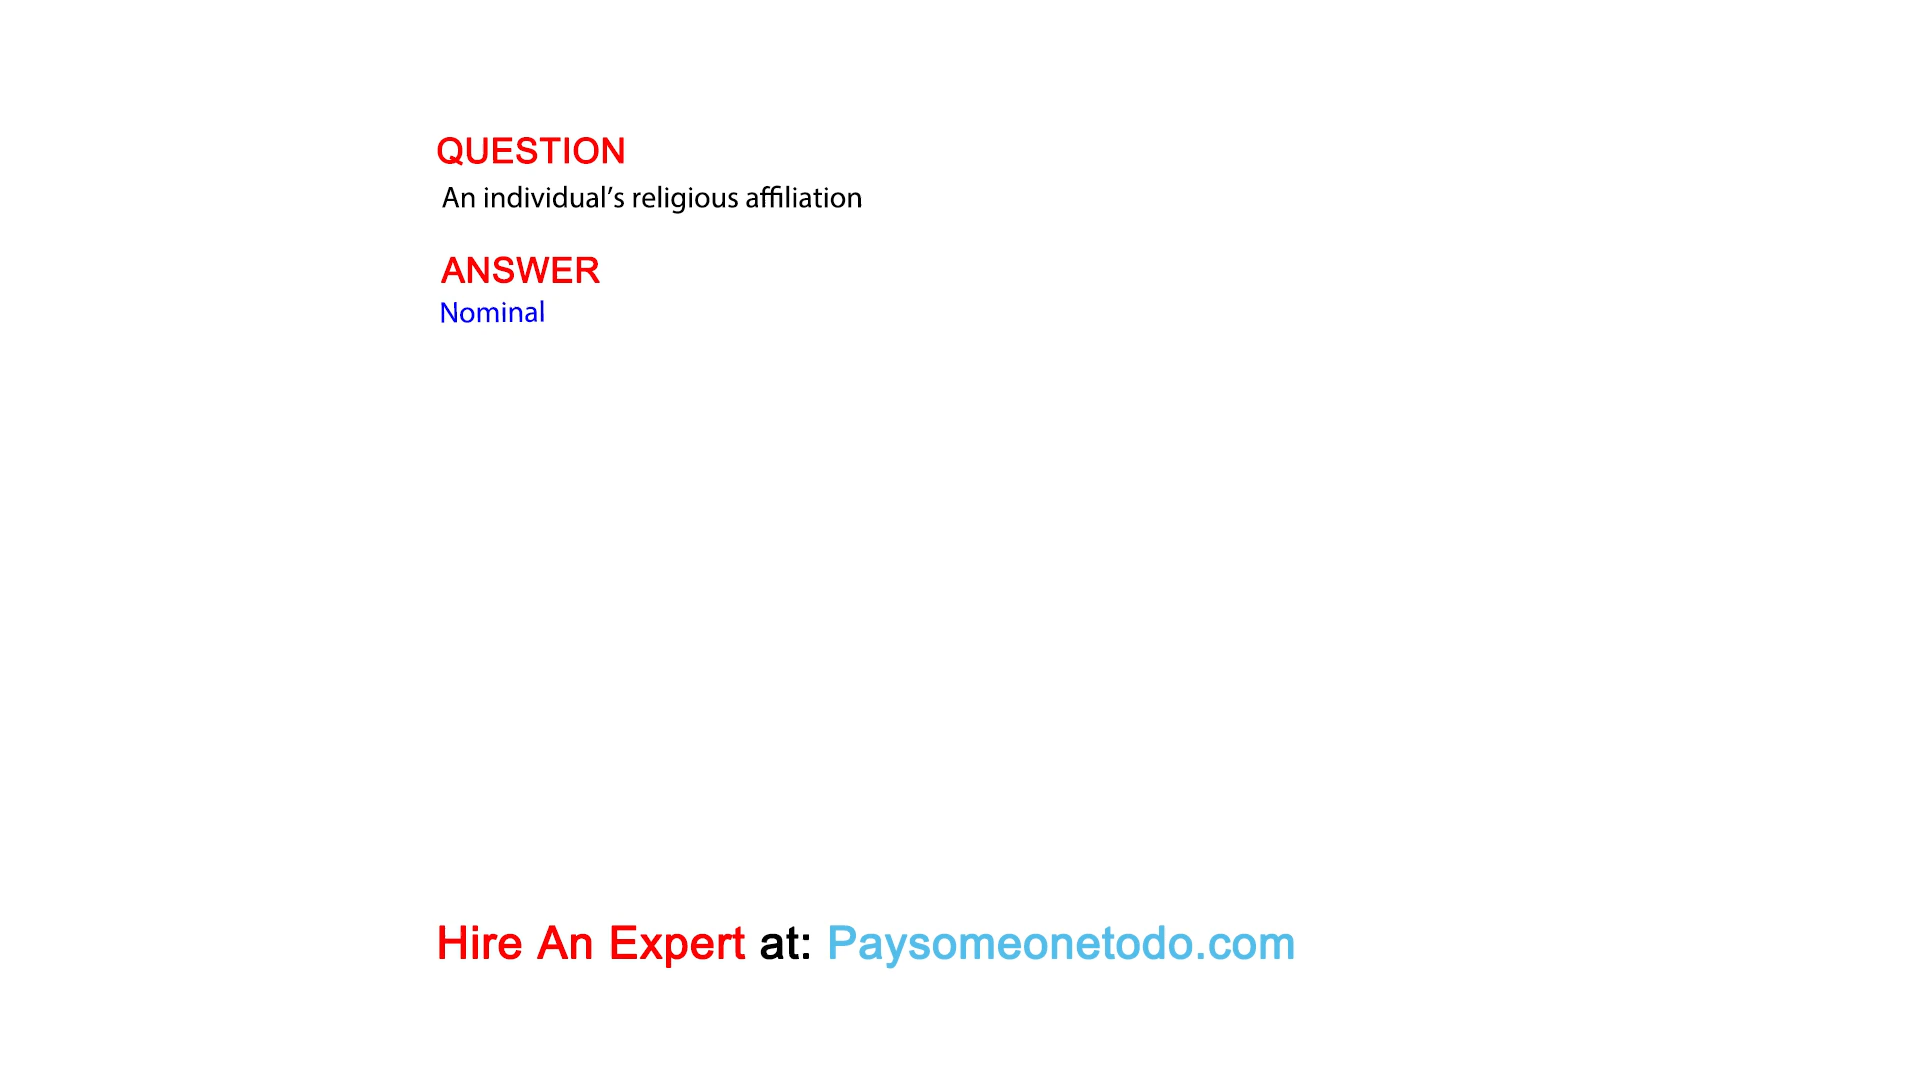 QUESTION
An individual’s religious affiliation
ANSWER
Nominal
Hire An Expert at: Paysomeonetodo.com